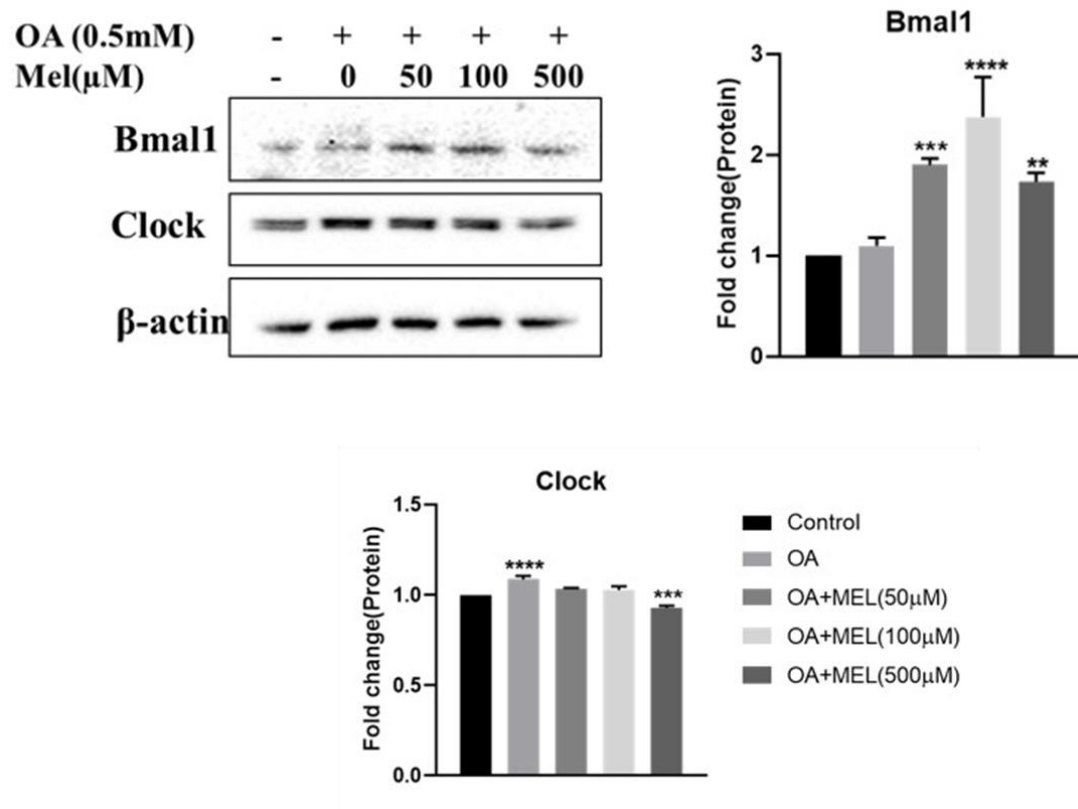 OA (0.5mM) - + + + +
Mel(μM) - 0 50 100 500
Bmal1
Clock
β-actin
Bmal1
Fold change(Protein)
3
2
1
0
***
****
**
Clock
Fold change(Protein)
1.5
1.0
0.5
0.0
****
***
Control
OA
OA+MEL(50μM)
OA+MEL(100μM)
OA+MEL(500μM)